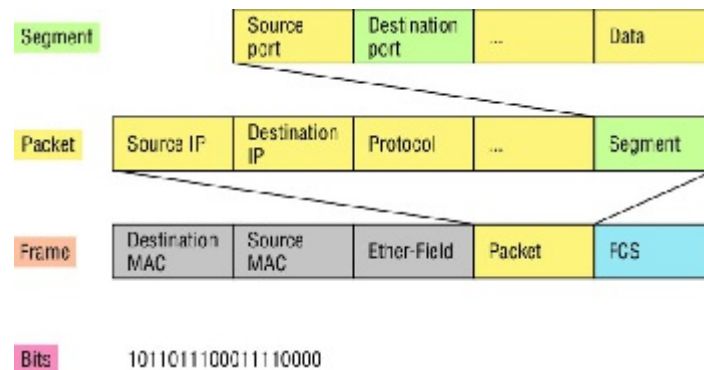 Segment
Source port
Destination port
...
Data
Packet
Source IP
Destination IP
Protocol
...
Segment
Frame
Destination MAC
Source MAC
Ether-Field
Packet
FCS
Bits
1011011100011110000